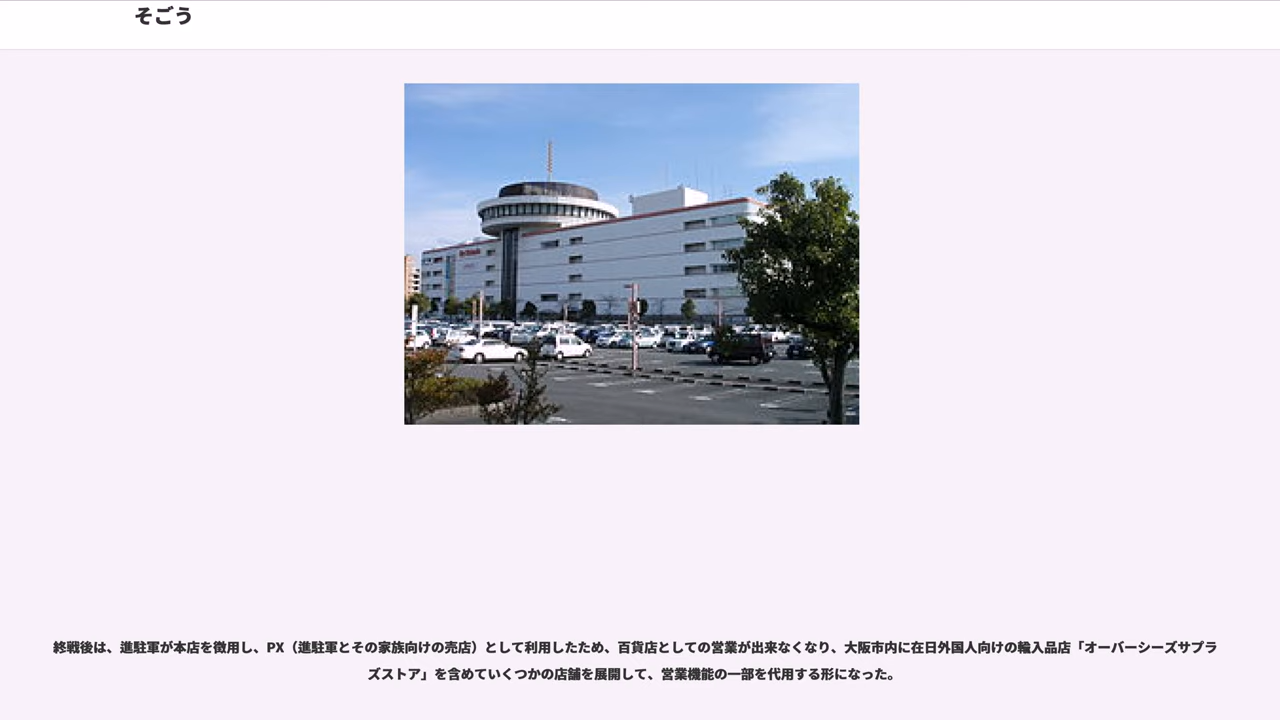 そごう
終戦後は、進駐軍が本店を徴用し、PX（進駐軍とその家族向けの売店）として利用したため、百貨店としての営業が出来なくなり、大阪市内に在日外国人向けの輸入品店「オーバーシーズサプラ
ズストア」を含めていくつかの店舗を展開して、営業機能の一部を代用する形になった。